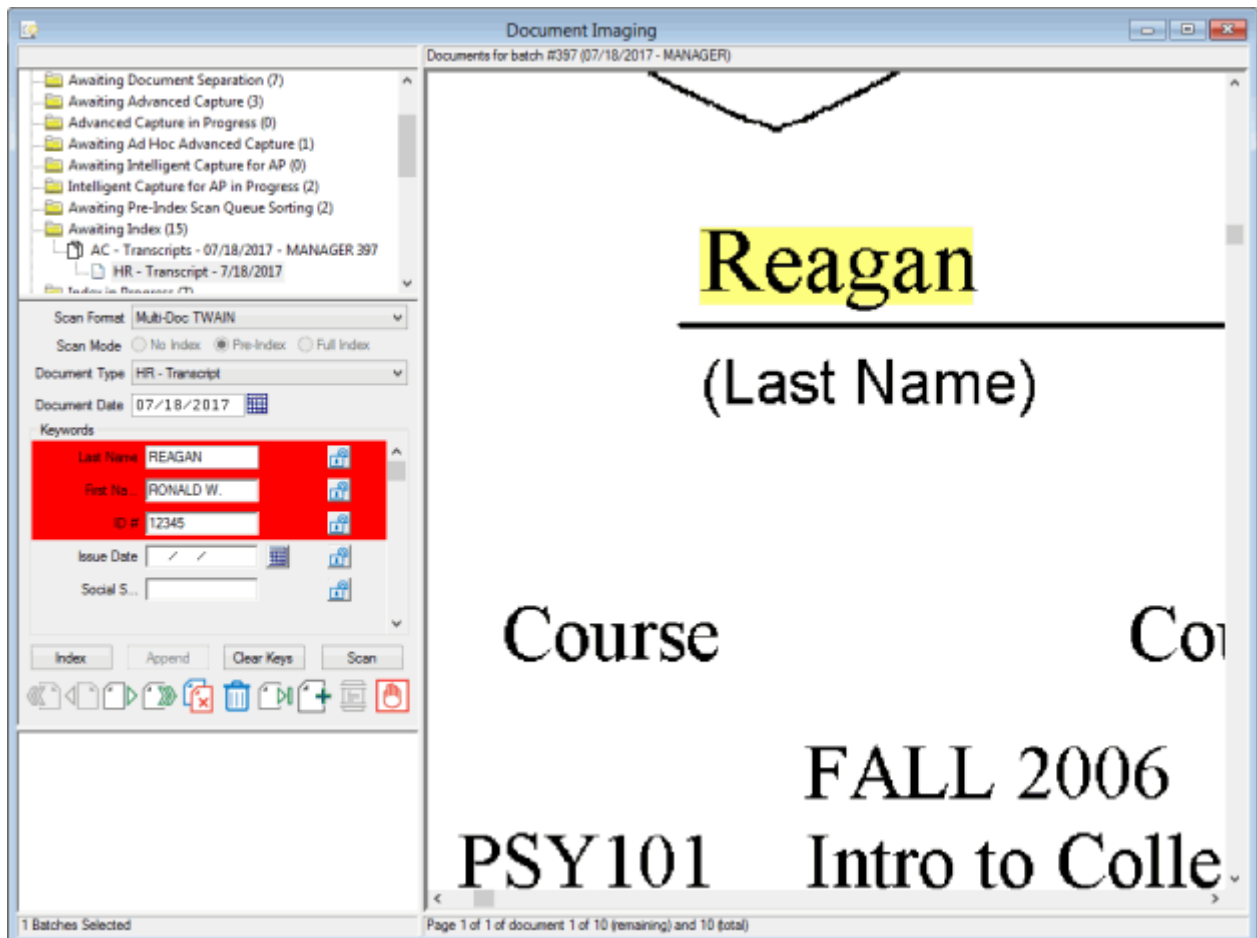 Document Imaging
Documents for batch #397 (07/18/2017 - MANAGER)
Awaiting Document Separation (7)
Awaiting Advanced Capture (3)
Advanced Capture in Progress (0)
Awaiting Ad Hoc Advanced Capture (1)
Awaiting Intelligent Capture for AP (0)
Intelligent Capture for AP in Progress (2)
Awaiting Pre-Index Scan Queue Sorting (2)
Awaiting Index (15)
AC - Transcripts - 07/18/2017 - MANAGER 397
HR - Transcript - 7/18/2017
Scan Format Multi-Doc TWAIN
Scan Mode No Index Pre-Index Full Index
Document Type HR - Transcript
Document Date 07/18/2017
Keywords
Last Name REAGAN
First Na... RONALD W.
ID # 12345
Issue Date / /
Social S...
Index Append Clear Keys Scan
1 Batches Selected
Reagan
(Last Name)
Course Cou
FALL 2006
PSY101 Intro to Colle
Page 1 of 1 of document 1 of 10 (remaining) and 10 (total)